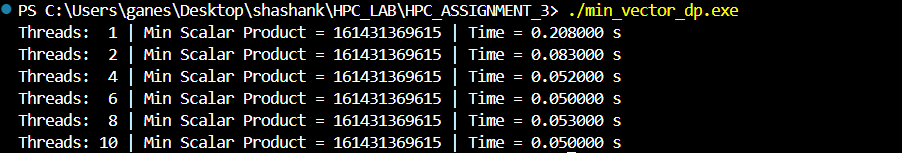 PS C:\Users\ganes\Desktop\shashank\HPC_LAB\HPC_ASSIGNMENT_3> ./min_vector_dp.exe
Threads:  1 | Min Scalar Product = 161431369615 | Time = 0.208000 s
Threads:  2 | Min Scalar Product = 161431369615 | Time = 0.083000 s
Threads:  4 | Min Scalar Product = 161431369615 | Time = 0.052000 s
Threads:  6 | Min Scalar Product = 161431369615 | Time = 0.050000 s
Threads:  8 | Min Scalar Product = 161431369615 | Time = 0.053000 s
Threads: 10 | Min Scalar Product = 161431369615 | Time = 0.050000 s